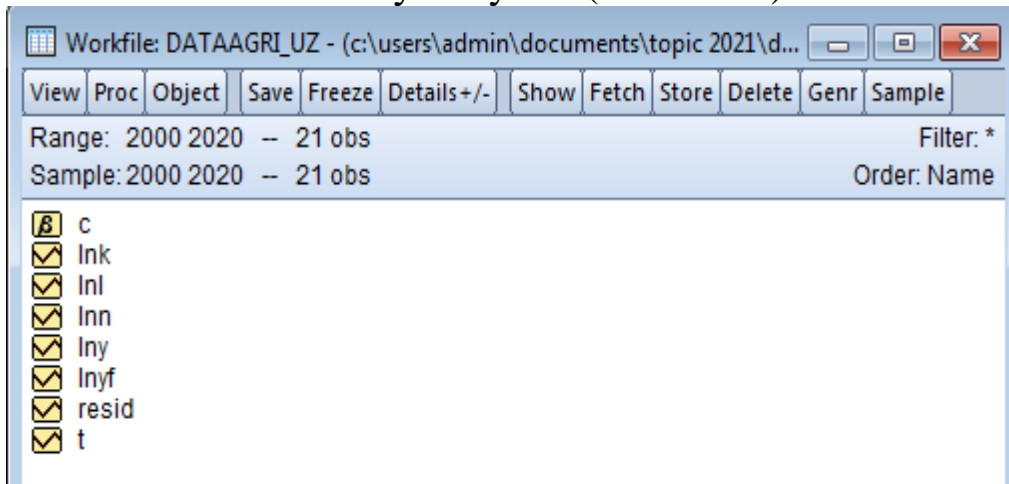 Workfile: DATAAGRI_UZ - (c:\users\admin\documents\topic 2021\d...
View Proc Object Save Freeze Details+/- Show Fetch Store Delete Genr Sample
Range: 2000 2020 -- 21 obs Filter: *
Sample: 2000 2020 -- 21 obs Order: Name
β c
lnk
lnl
lnn
lny
lnyf
resid
t